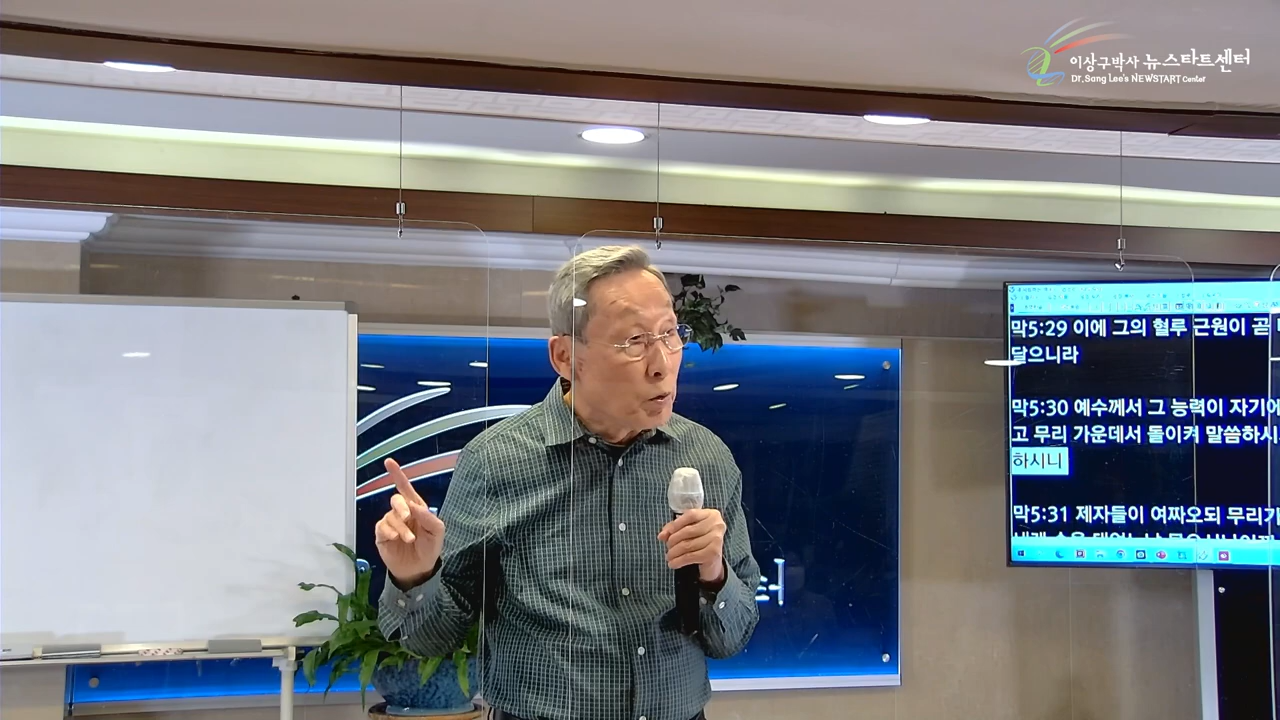 이상구박사 뉴스타트센터
Dr. Sang Lee's NEWSTART Center
막5:29 이에 그의 혈루 근원이 곧
달으니라
막5:30 예수께서 그 능력이 자기에
고 무리 가운데서 돌이켜 말씀하시
하시니
막5:31 제자들이 여짜오되 무리가
터